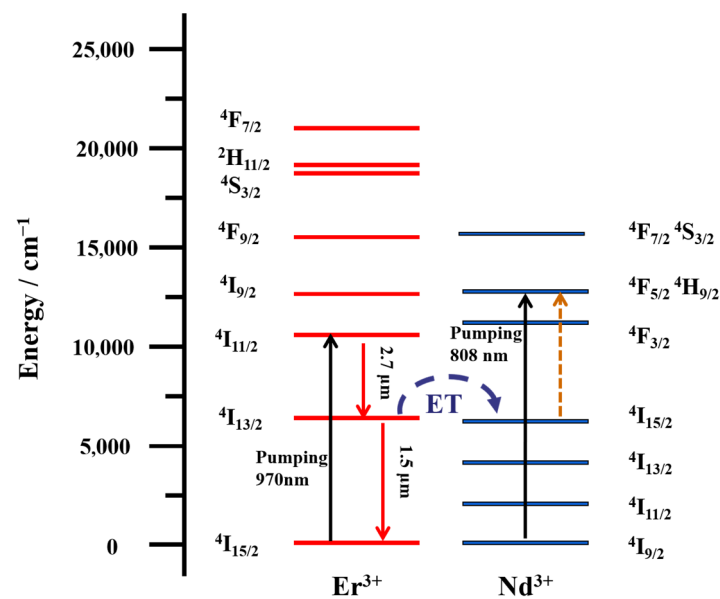 25,000
20,000
15,000
10,000
5,000
0
Energy / cm⁻¹
⁴F₇/₂
²H₁₁/₂
⁴S₃/₂
⁴F₉/₂
⁴I₉/₂
⁴I₁₁/₂
⁴I₁₃/₂
⁴I₁₅/₂
Pumping
970nm
2.7 μm
1.5 μm
ET
Er³⁺
Pumping
808 nm
⁴F₇/₂ ⁴S₃/₂
⁴F₅/₂ ⁴H₉/₂
⁴F₃/₂
⁴I₁₅/₂
⁴I₁₃/₂
⁴I₁₁/₂
⁴I₉/₂
Nd³⁺